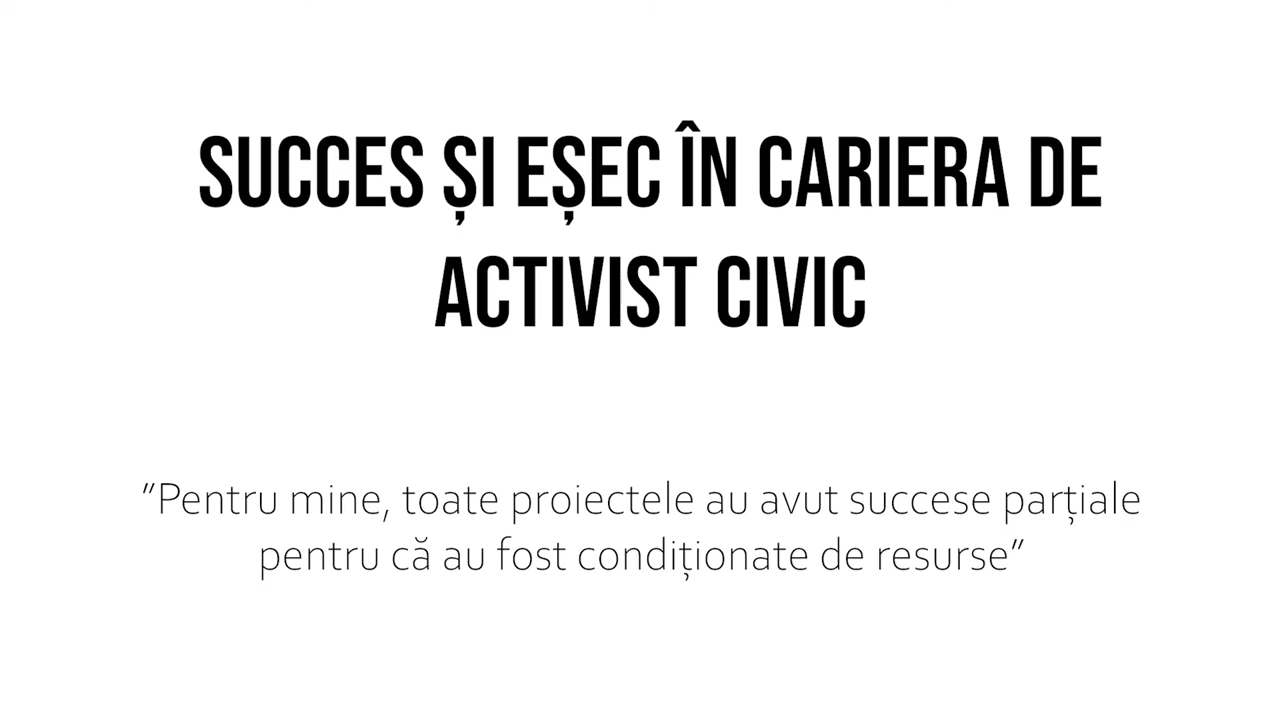 SUCCES ȘI EȘEC ÎN CARIERA DE
ACTIVIST CIVIC
”Pentru mine, toate proiectele au avut succese parțiale
pentru că au fost condiționate de resurse”